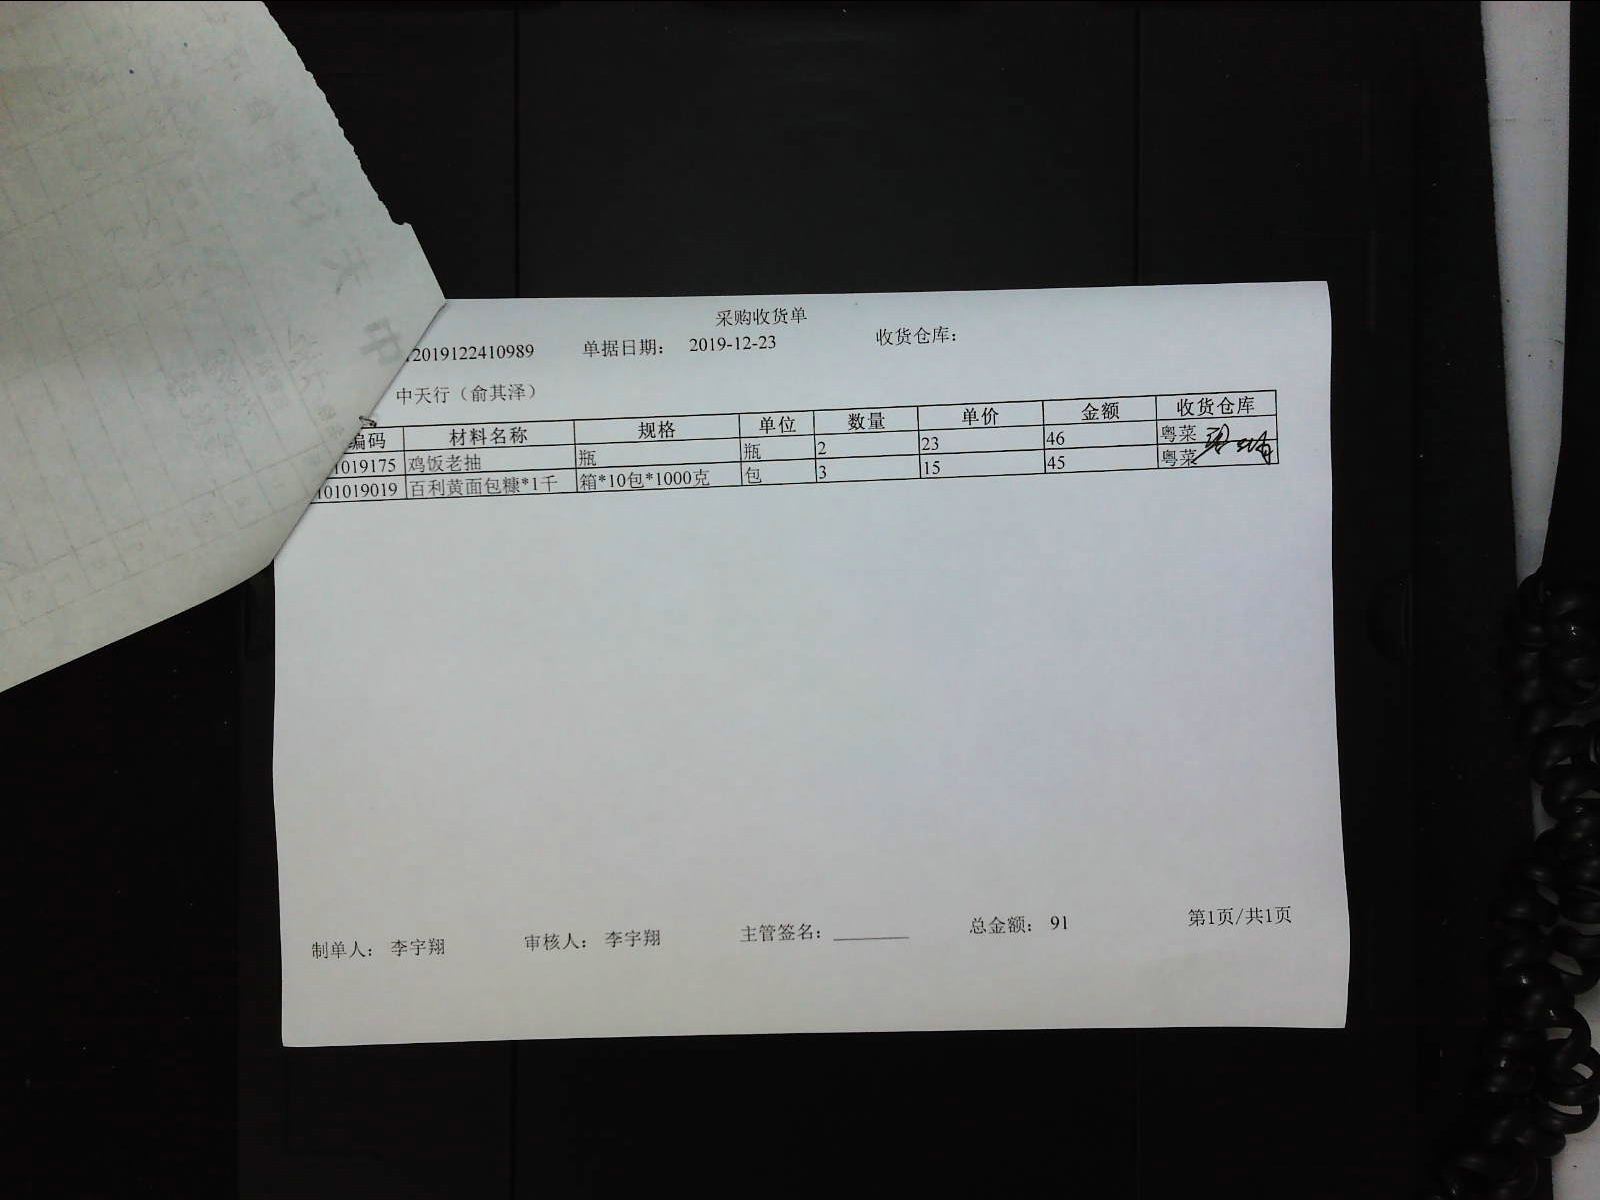 采购收货单
2019122410989 单据日期: 2019-12-23 收货仓库:
中天行（俞其泽）
编码 材料名称 规格 单位 数量 单价 金额 收货仓库
1019175 鸡饭老抽 瓶 瓶 2 23 46 粤菜
101019019 百利黄面包糠*1千 箱*10包*1000克 包 3 15 45 粤菜
制单人: 李宇翔 审核人: 李宇翔 主管签名: 总金额: 91 第1页/共1页